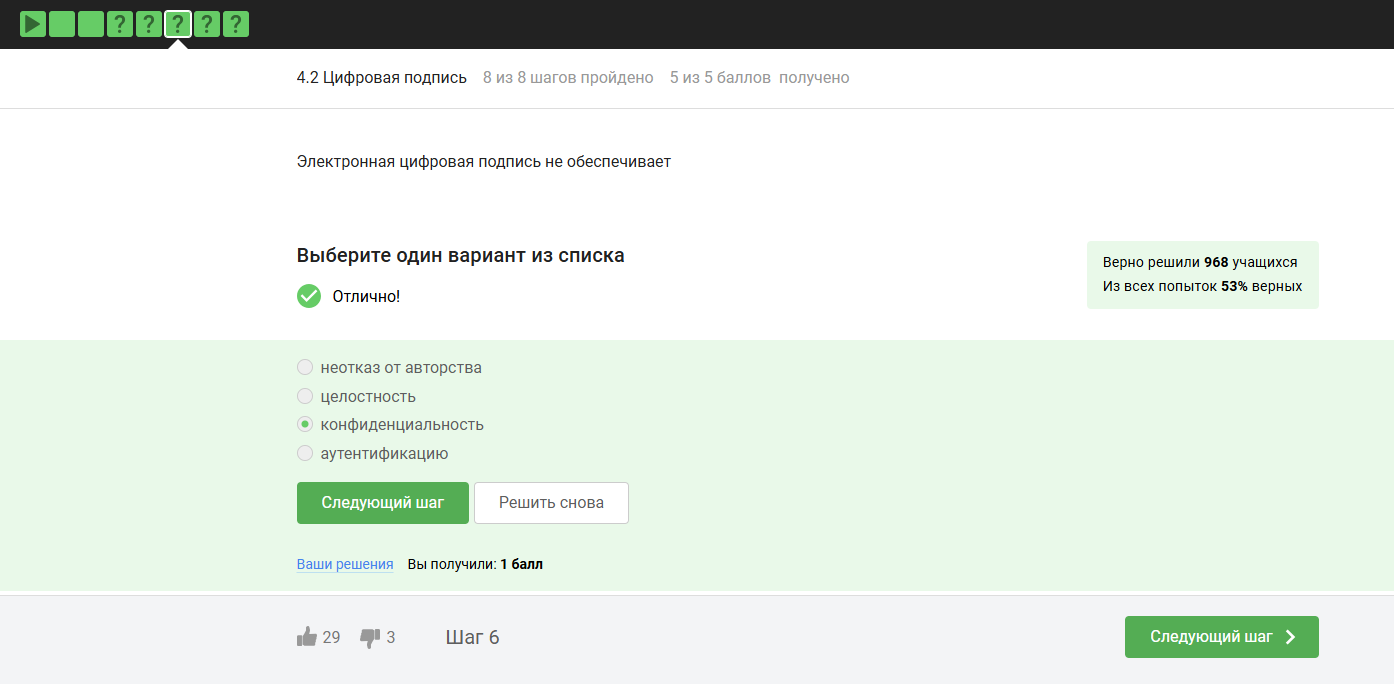 ? ? ? ? ?
4.2 Цифровая подпись 8 из 8 шагов пройдено 5 из 5 баллов получено
Электронная цифровая подпись не обеспечивает
Выберите один вариант из списка
Верно решили 968 учащихся
Из всех попыток 53% верных
Отлично!
неотказ от авторства
целостность
конфиденциальность
аутентификацию
Следующий шаг Решить снова
Ваши решения Вы получили: 1 балл
29 3 Шаг 6 Следующий шаг